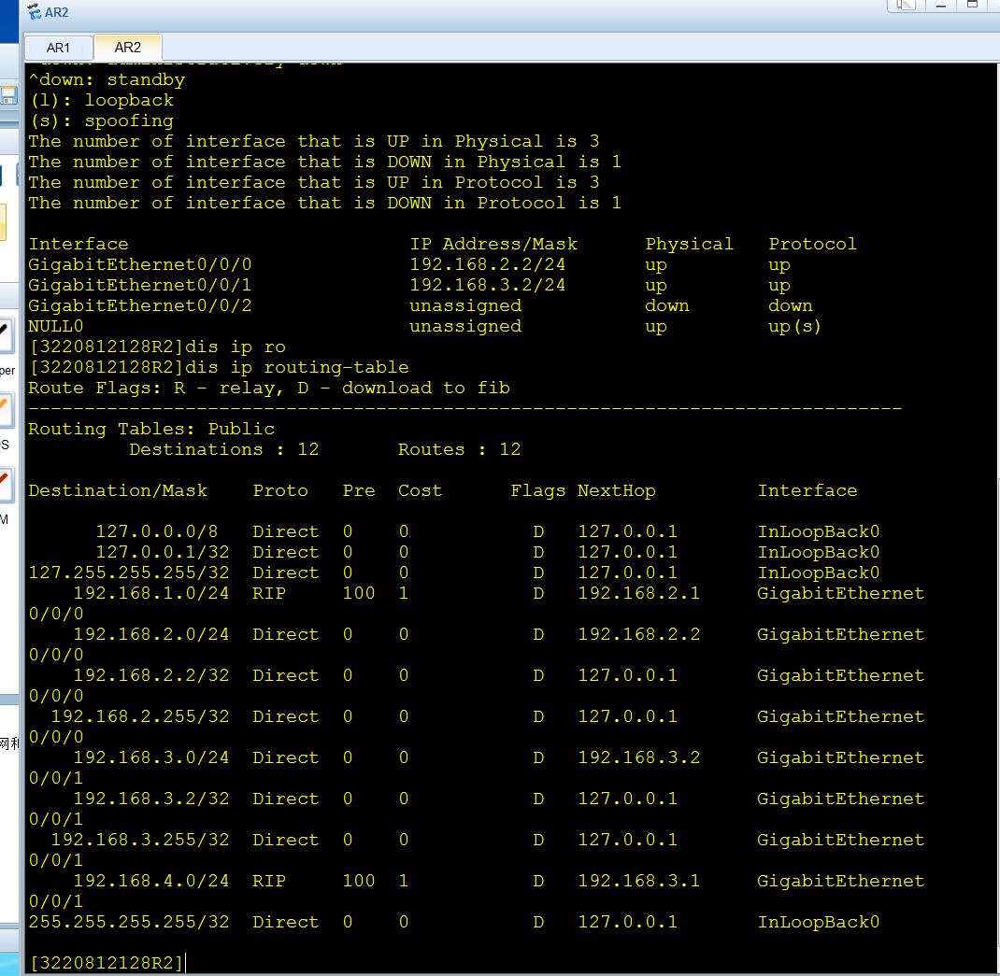 AR2
AR1 AR2
^down: standby
(l): loopback
(s): spoofing
The number of interface that is UP in Physical is 3
The number of interface that is DOWN in Physical is 1
The number of interface that is UP in Protocol is 3
The number of interface that is DOWN in Protocol is 1
Interface IP Address/Mask Physical Protocol
GigabitEthernet0/0/0 192.168.2.2/24 up up
GigabitEthernet0/0/1 192.168.3.2/24 up up
GigabitEthernet0/0/2 unassigned down down
NULL0 unassigned up up(s)
[3220812128R2]dis ip ro
[3220812128R2]dis ip routing-table
Route Flags: R - relay, D - download to fib
------------------------------------------------------------------------------
Routing Tables: Public
Destinations : 12 Routes : 12
Destination/Mask Proto Pre Cost Flags NextHop Interface
127.0.0.0/8 Direct 0 0 D 127.0.0.1 InLoopBack0
127.0.0.1/32 Direct 0 0 D 127.0.0.1 InLoopBack0
127.255.255.255/32 Direct 0 0 D 127.0.0.1 InLoopBack0
192.168.1.0/24 RIP 100 1 D 192.168.2.1 GigabitEthernet
0/0/0
192.168.2.0/24 Direct 0 0 D 192.168.2.2 GigabitEthernet
0/0/0
192.168.2.2/32 Direct 0 0 D 127.0.0.1 GigabitEthernet
0/0/0
192.168.2.255/32 Direct 0 0 D 127.0.0.1 GigabitEthernet
0/0/0
192.168.3.0/24 Direct 0 0 D 192.168.3.2 GigabitEthernet
0/0/1
192.168.3.2/32 Direct 0 0 D 127.0.0.1 GigabitEthernet
0/0/1
192.168.3.255/32 Direct 0 0 D 127.0.0.1 GigabitEthernet
0/0/1
192.168.4.0/24 RIP 100 1 D 192.168.3.1 GigabitEthernet
0/0/1
255.255.255.255/32 Direct 0 0 D 127.0.0.1 InLoopBack0
[3220812128R2]